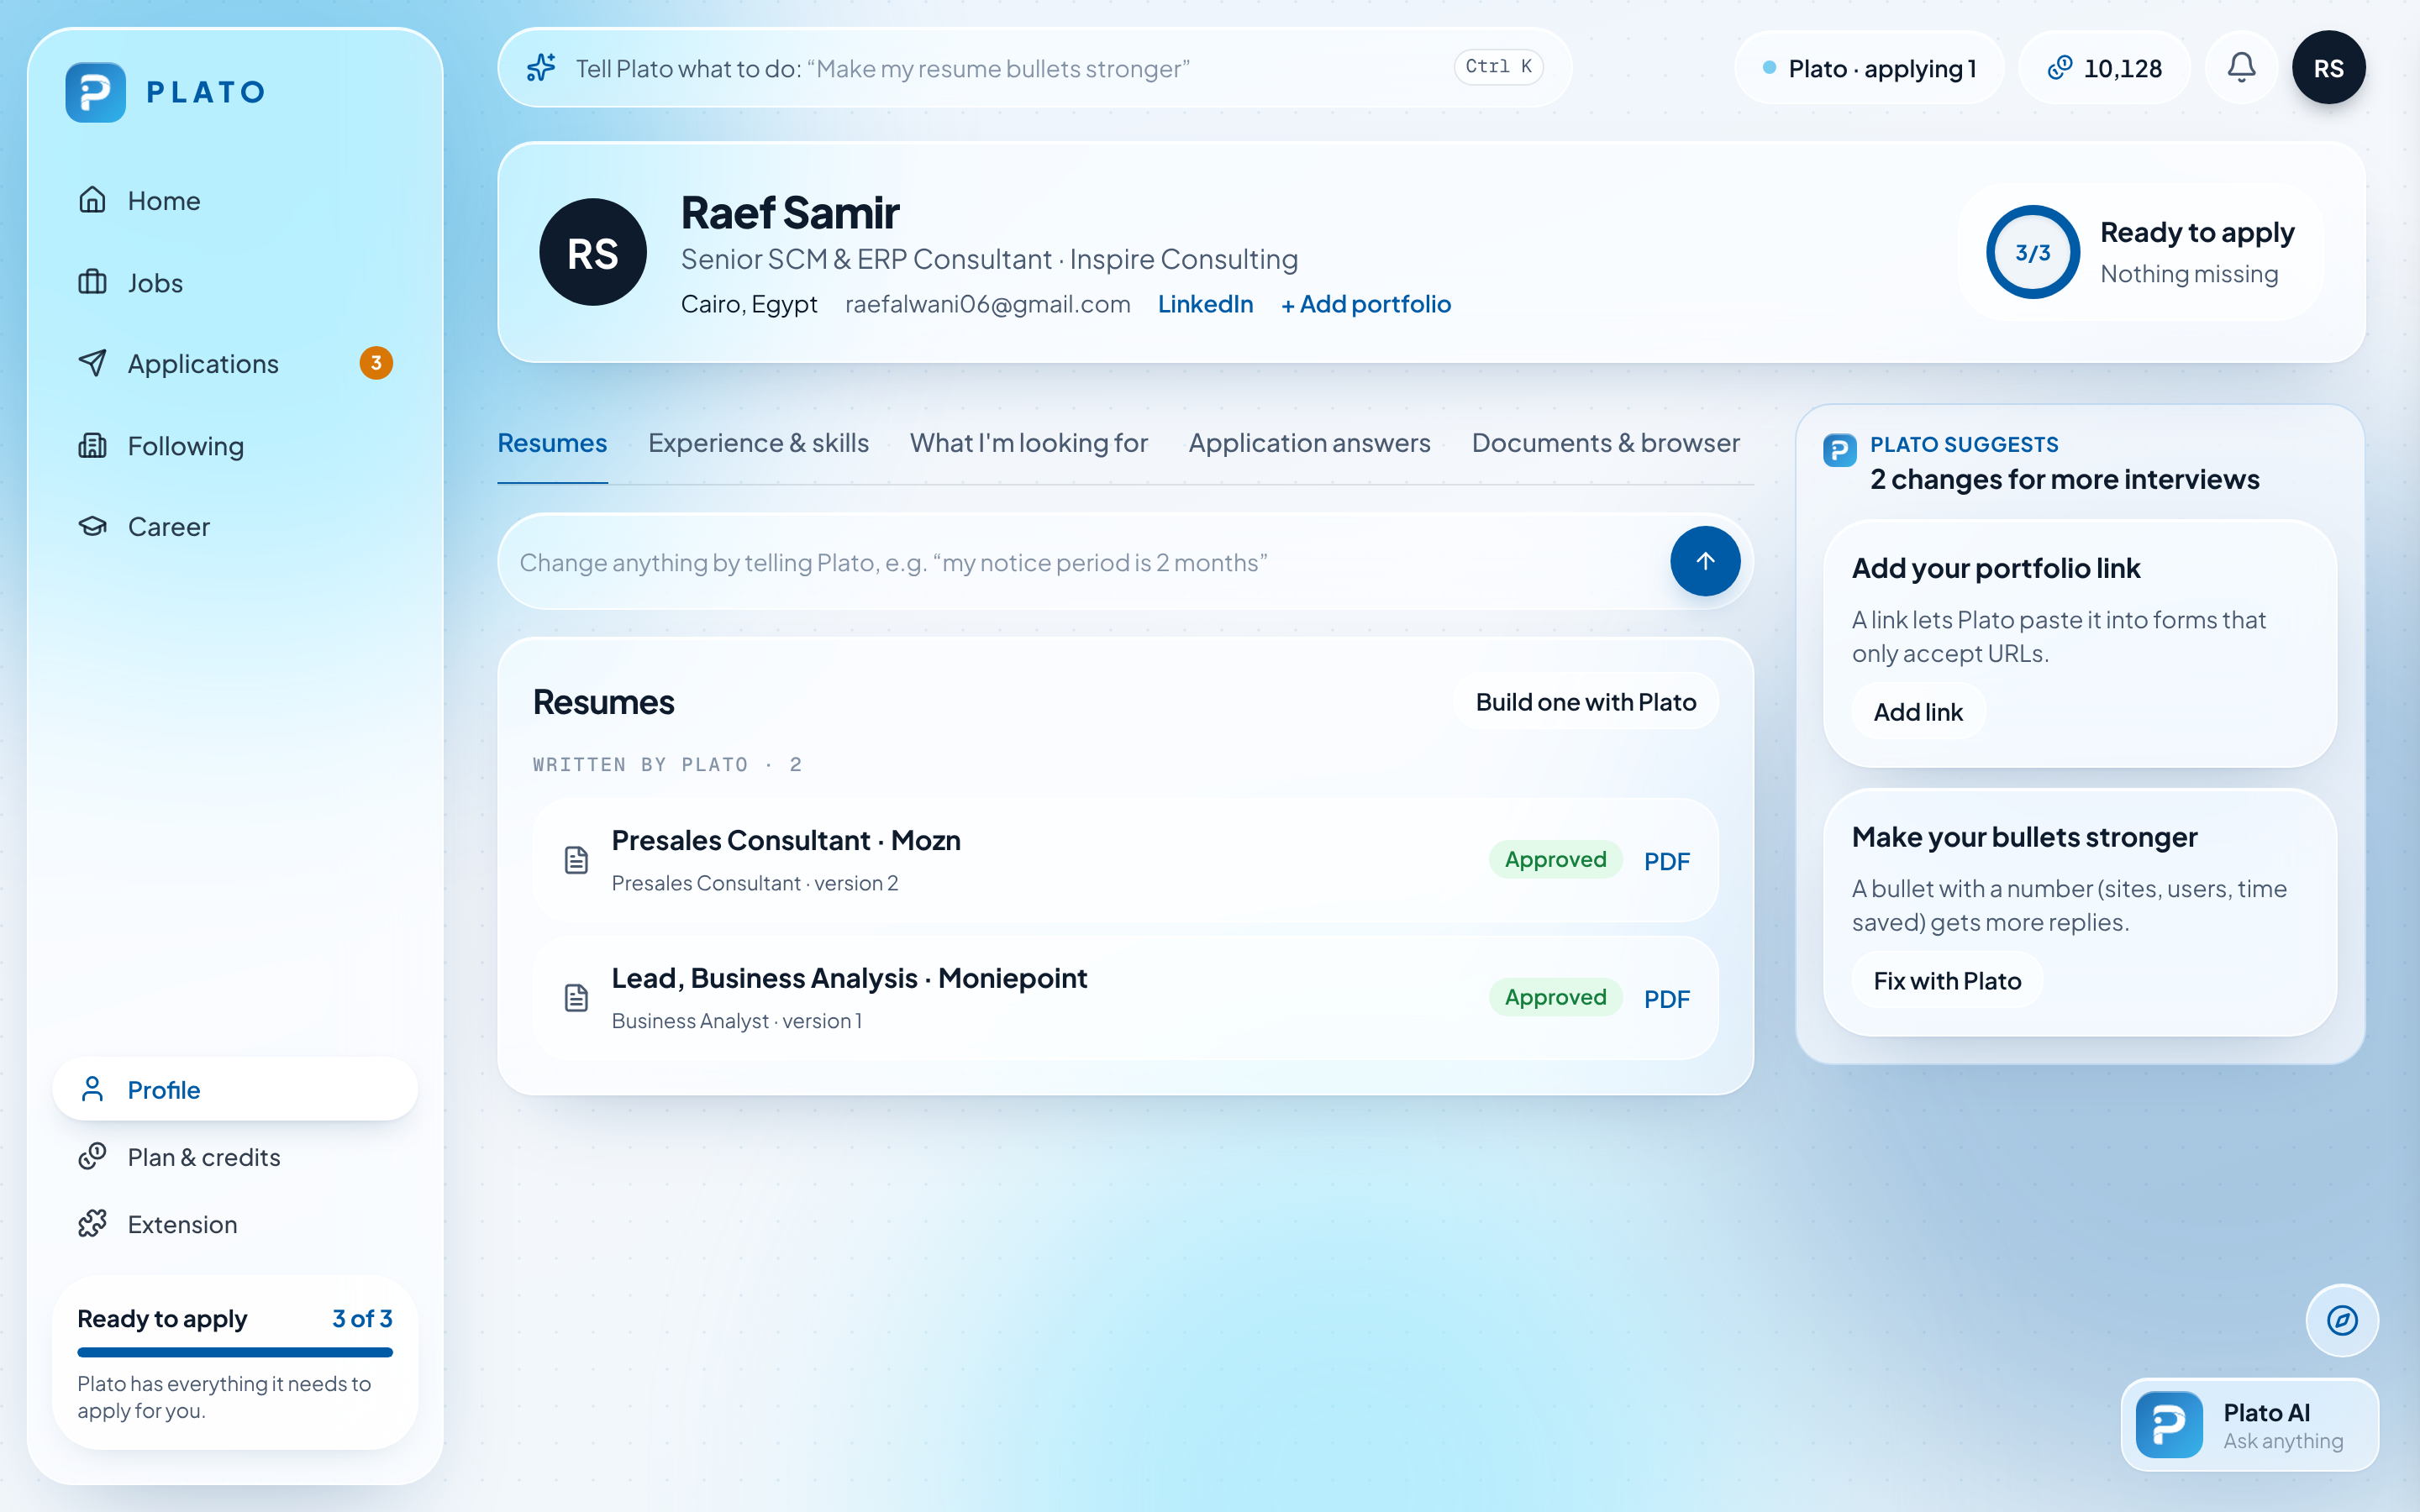 PLATO
Home
Jobs
Applications 3
Following
Career
Profile
Plan & credits
Extension
Ready to apply 3 of 3
Plato has everything it needs to
apply for you.
Tell Plato what to do: “Make my resume bullets stronger” Ctrl K
Plato · applying 1
10,128
RS
RS
Raef Samir
Senior SCM & ERP Consultant · Inspire Consulting
Cairo, Egypt raefalwani06@gmail.com LinkedIn + Add portfolio
3/3
Ready to apply
Nothing missing
Resumes Experience & skills What I'm looking for Application answers Documents & browser
Change anything by telling Plato, e.g. “my notice period is 2 months”
Resumes Build one with Plato
WRITTEN BY PLATO · 2
Presales Consultant · Mozn
Presales Consultant · version 2
Approved PDF
Lead, Business Analysis · Moniepoint
Business Analyst · version 1
Approved PDF
PLATO SUGGESTS
2 changes for more interviews
Add your portfolio link
A link lets Plato paste it into forms that
only accept URLs.
Add link
Make your bullets stronger
A bullet with a number (sites, users, time
saved) gets more replies.
Fix with Plato
Plato AI
Ask anything